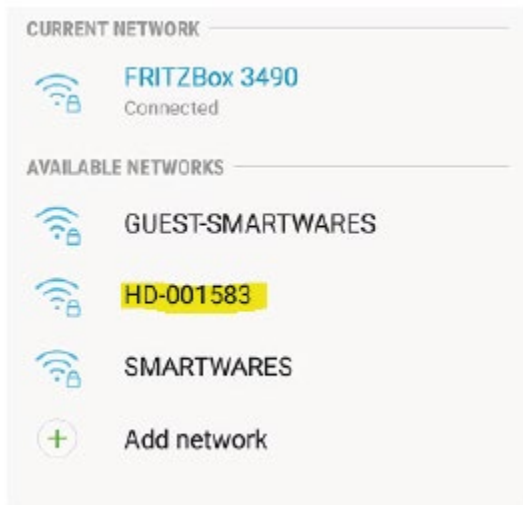 CURRENT NETWORK
FRITZBox 3490
Connected
AVAILABLE NETWORKS
GUEST-SMARTWARES
HD-001583
SMARTWARES
Add network